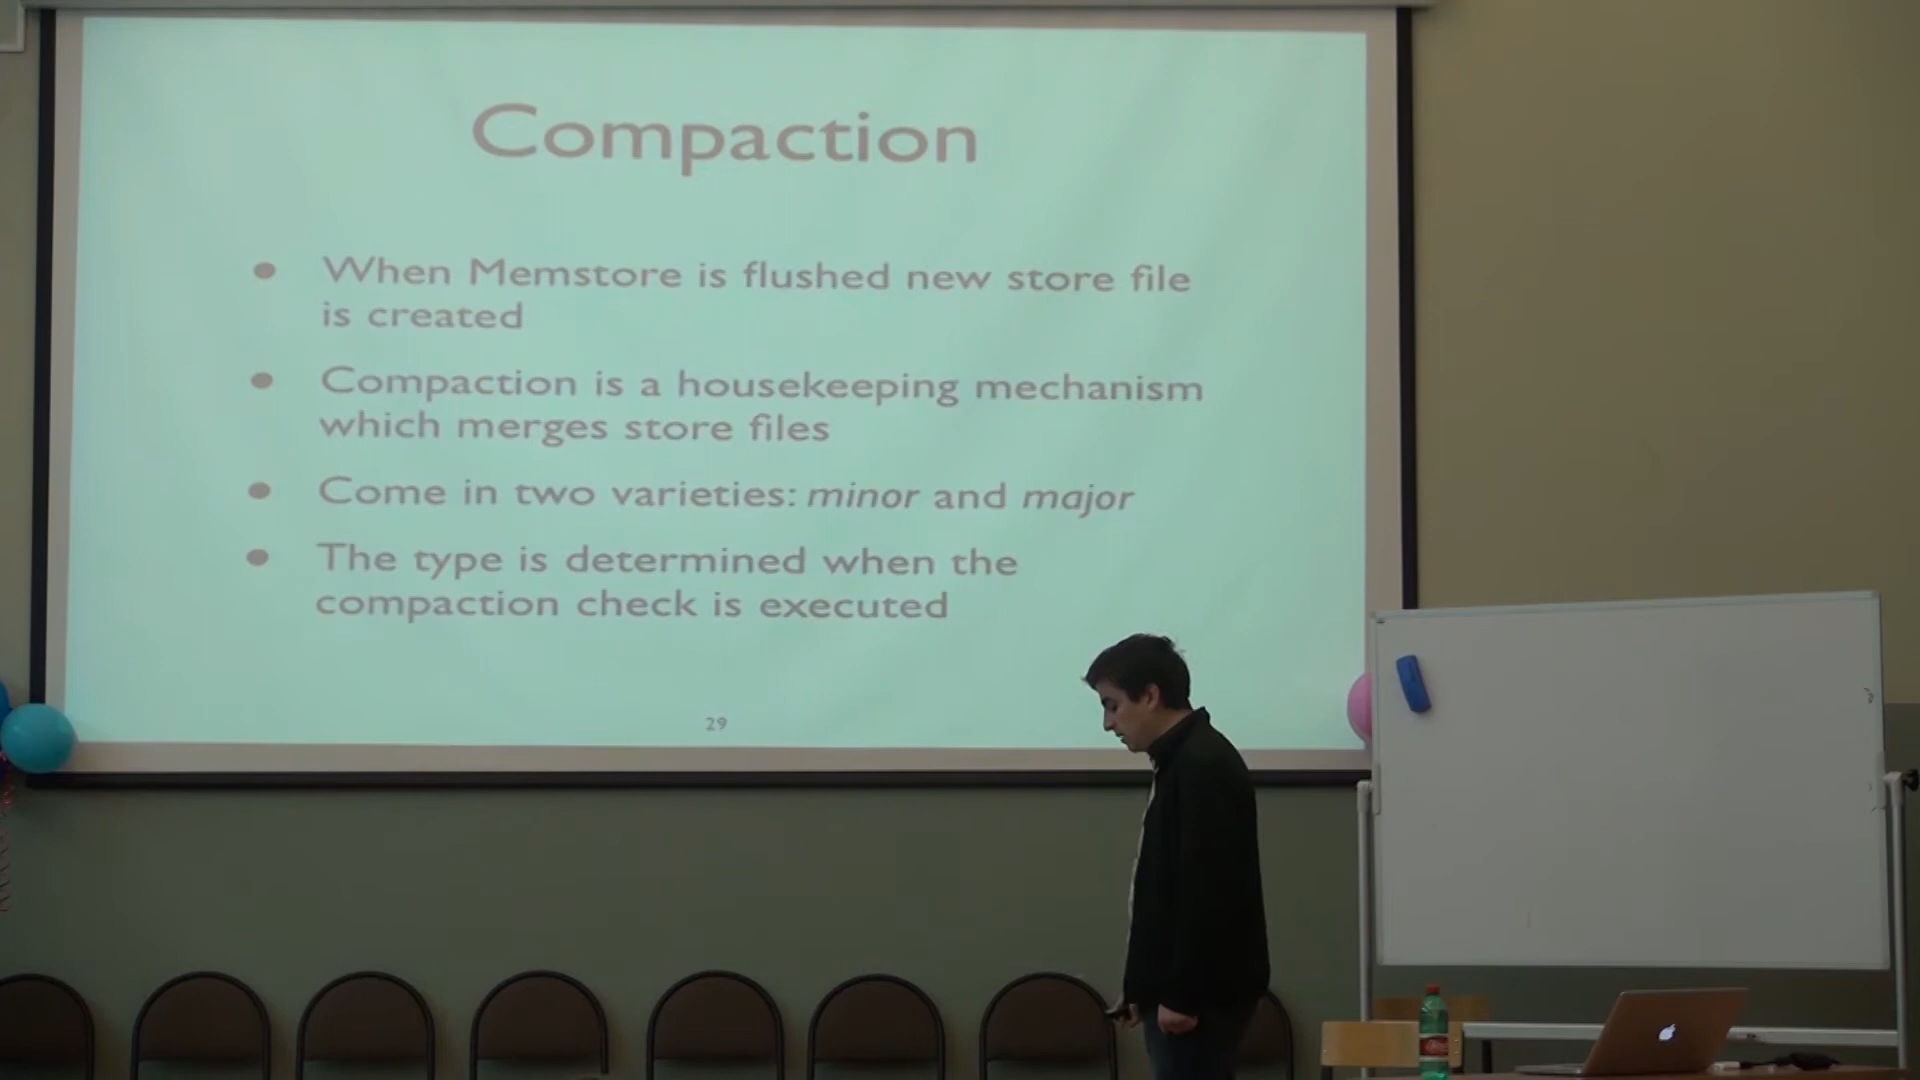 Compaction
• When Memstore is flushed new store file
is created
• Compaction is a housekeeping mechanism
which merges store files
• Come in two varieties: minor and major
• The type is determined when the
compaction check is executed
29